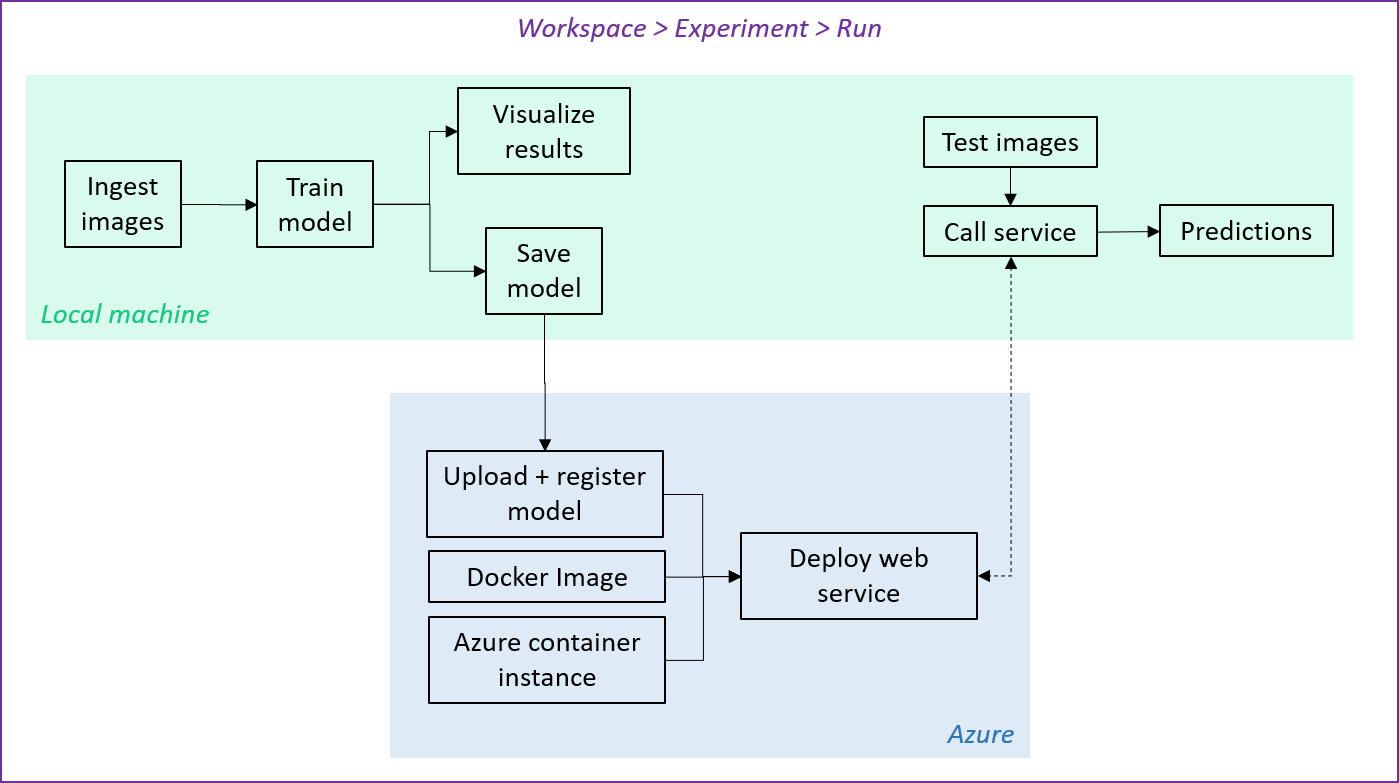 Workspace > Experiment > Run
Visualize
results
Ingest
images
Train
model
Save
model
Local machine
Test images
Call service
Predictions
Upload + register
model
Docker Image
Azure container
instance
Deploy web
service
Azure